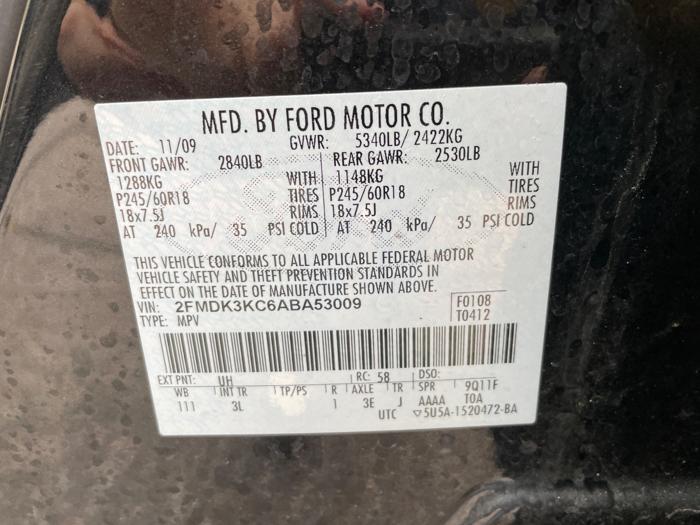 MFD. BY FORD MOTOR CO.
DATE: 11/09 GVWR: 5340LB/ 2422KG
FRONT GAWR: 2840LB REAR GAWR: 2530LB
1288KG WITH 1148KG WITH
P245/60R18 TIRES P245/60R18 TIRES
18x7.5J RIMS 18x7.5J RIMS
AT 240 kPa/ 35 PSI COLD AT 240 kPa/ 35 PSI COLD
THIS VEHICLE CONFORMS TO ALL APPLICABLE FEDERAL MOTOR
VEHICLE SAFETY AND THEFT PREVENTION STANDARDS IN
EFFECT ON THE DATE OF MANUFACTURE SHOWN ABOVE.
VIN: 2FMDK3KC6ABA53009 F0108
TYPE: MPV T0412
EXT PNT: UH RC: 58 DSO:
WB INT TR TP/PS R AXLE TR SPR 9Q11F
111 3L 1 3E J AAAA TOA
UTC ▽5U5A-1520472-BA